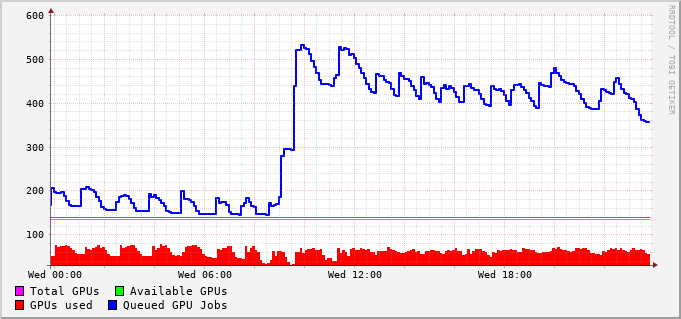 600
500
400
300
200
100
Wed 00:00 Wed 06:00 Wed 12:00 Wed 18:00
Total GPUs Available GPUs
GPUs used Queued GPU Jobs
RRDTOOL / TOBI OETIKER